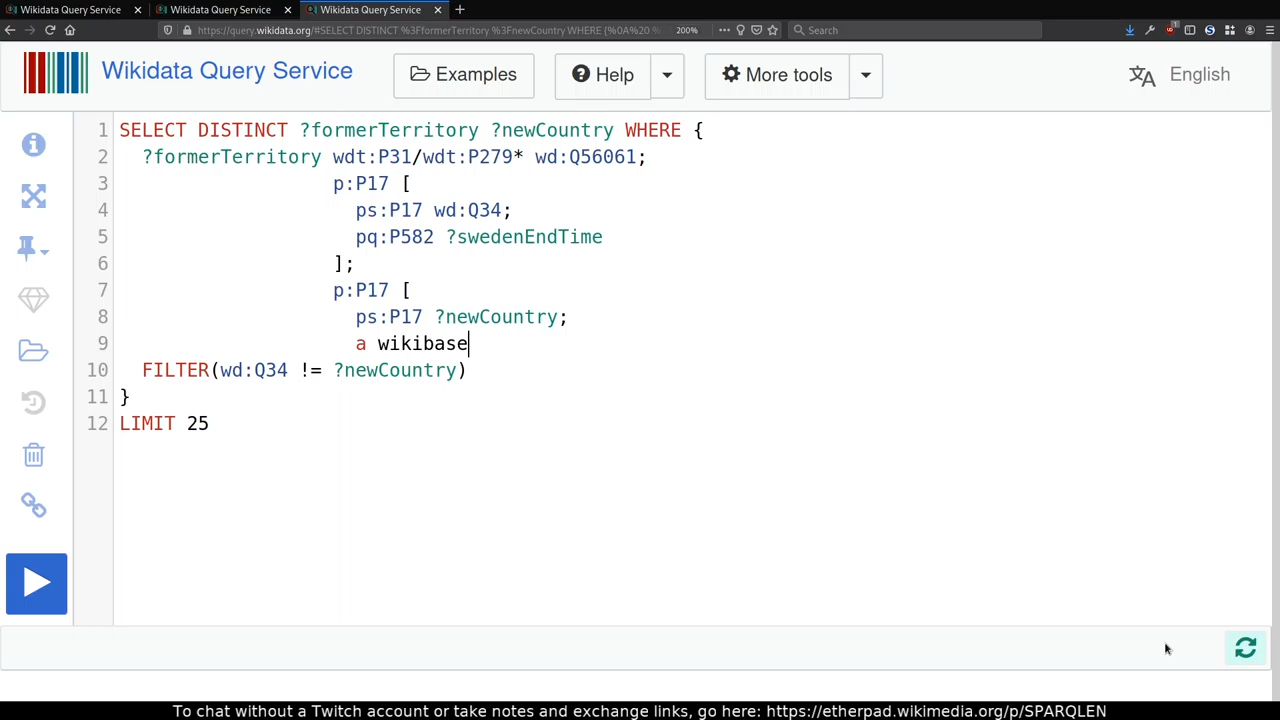 Wikidata Query Service Wikidata Query Service Wikidata Query Service
https://query.wikidata.org/#SELECT DISTINCT %3FformerTerritory %3FnewCountry WHERE {%0A %20 % 200% Search
Wikidata Query Service Examples Help More tools English
1 SELECT DISTINCT ?formerTerritory ?newCountry WHERE {
2 ?formerTerritory wdt:P31/wdt:P279* wd:Q56061;
3 p:P17 [
4 ps:P17 wd:Q34;
5 pq:P582 ?swedenEndTime
6 ];
7 p:P17 [
8 ps:P17 ?newCountry;
9 a wikibase
10 FILTER(wd:Q34 != ?newCountry)
11 }
12 LIMIT 25
To chat without a Twitch account or take notes and exchange links, go here: https://etherpad.wikimedia.org/p/SPARQLEN